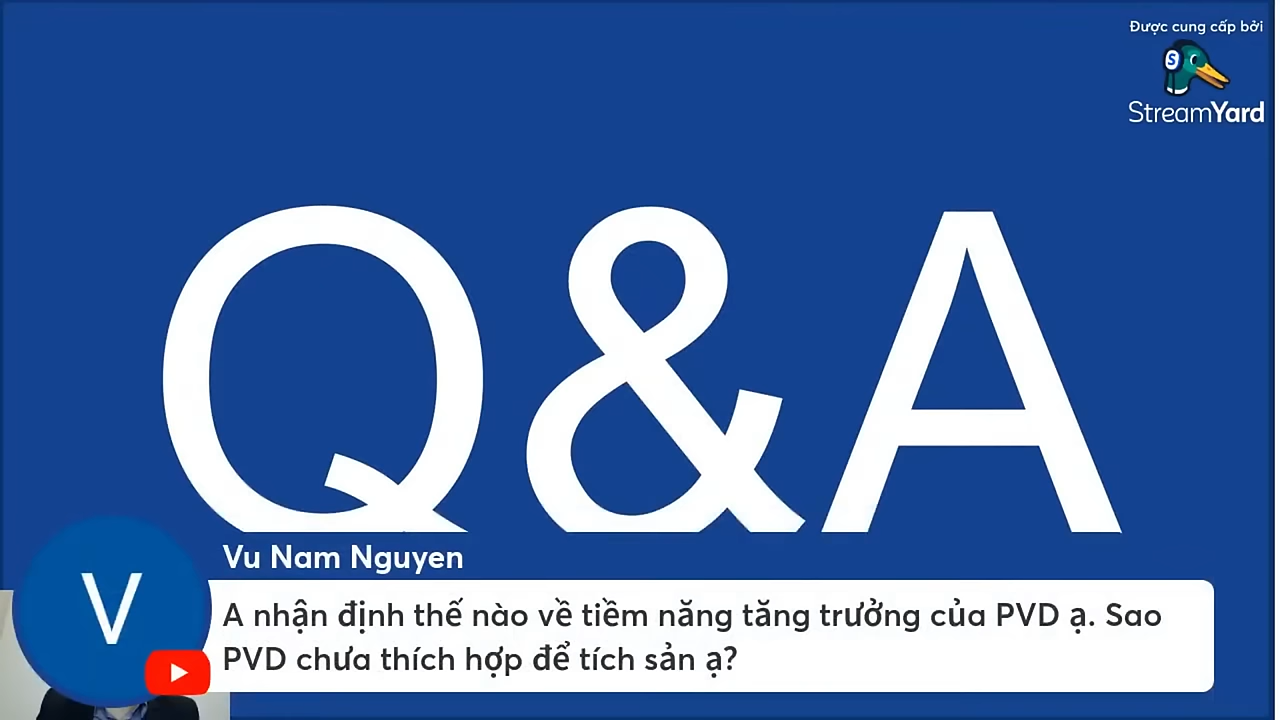 Được cung cấp bởi
S
StreamYard
Q&A
V
Vu Nam Nguyen
A nhận định thế nào về tiềm năng tăng trưởng của PVD ạ. Sao
PVD chưa thích hợp để tích sản ạ?